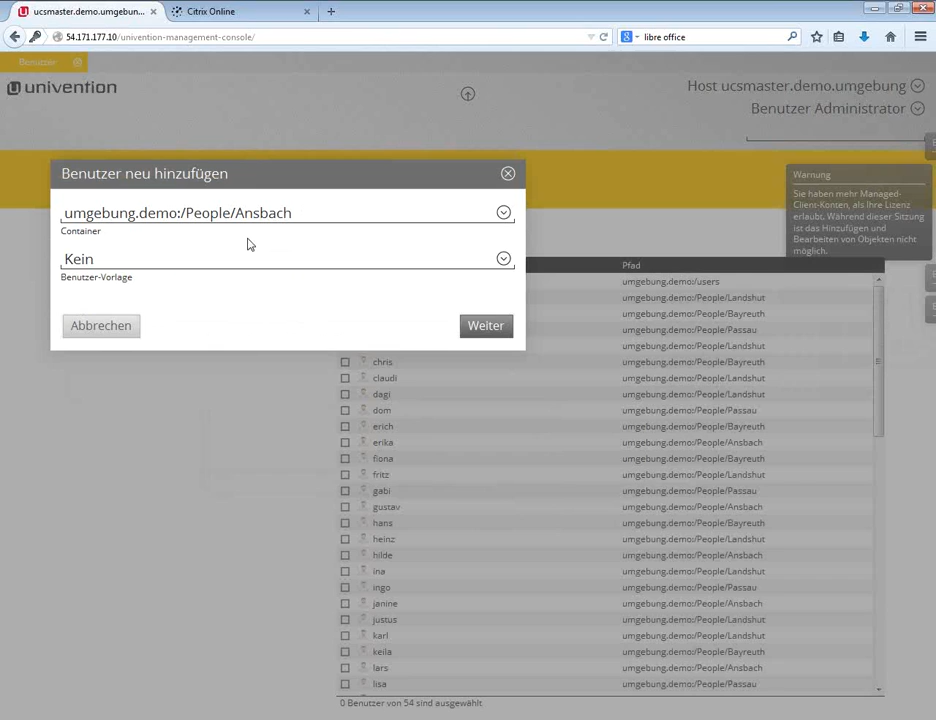 ucsmaster.demo.umgebun...
Citrix Online
54.171.177.10/univention-management-console/
libre office
Benutzer
univention
Host ucsmaster.demo.umgebung
Benutzer Administrator
Benutzer neu hinzufügen
umgebung.demo:/People/Ansbach
Container
Kein
Benutzer-Vorlage
Abbrechen
Weiter
Warnung
Sie haben mehr Managed-
Client-Konten, als Ihre Lizenz
erlaubt. Während dieser Sitzung
ist das Hinzufügen und
Bearbeiten von Objekten nicht
möglich.
Pfad
umgebung.demo:/users
umgebung.demo:/People/Landshut
umgebung.demo:/People/Bayreuth
umgebung.demo:/People/Passau
umgebung.demo:/People/Landshut
chris umgebung.demo:/People/Bayreuth
claudi umgebung.demo:/People/Landshut
dagi umgebung.demo:/People/Landshut
dom umgebung.demo:/People/Passau
erich umgebung.demo:/People/Bayreuth
erika umgebung.demo:/People/Ansbach
fiona umgebung.demo:/People/Bayreuth
fritz umgebung.demo:/People/Landshut
gabi umgebung.demo:/People/Passau
gustav umgebung.demo:/People/Ansbach
hans umgebung.demo:/People/Bayreuth
heinz umgebung.demo:/People/Landshut
hilde umgebung.demo:/People/Ansbach
ina umgebung.demo:/People/Landshut
ingo umgebung.demo:/People/Passau
janine umgebung.demo:/People/Ansbach
justus umgebung.demo:/People/Landshut
karl umgebung.demo:/People/Landshut
keila umgebung.demo:/People/Bayreuth
lars umgebung.demo:/People/Ansbach
lisa umgebung.demo:/People/Passau
0 Benutzer von 54 sind ausgewählt